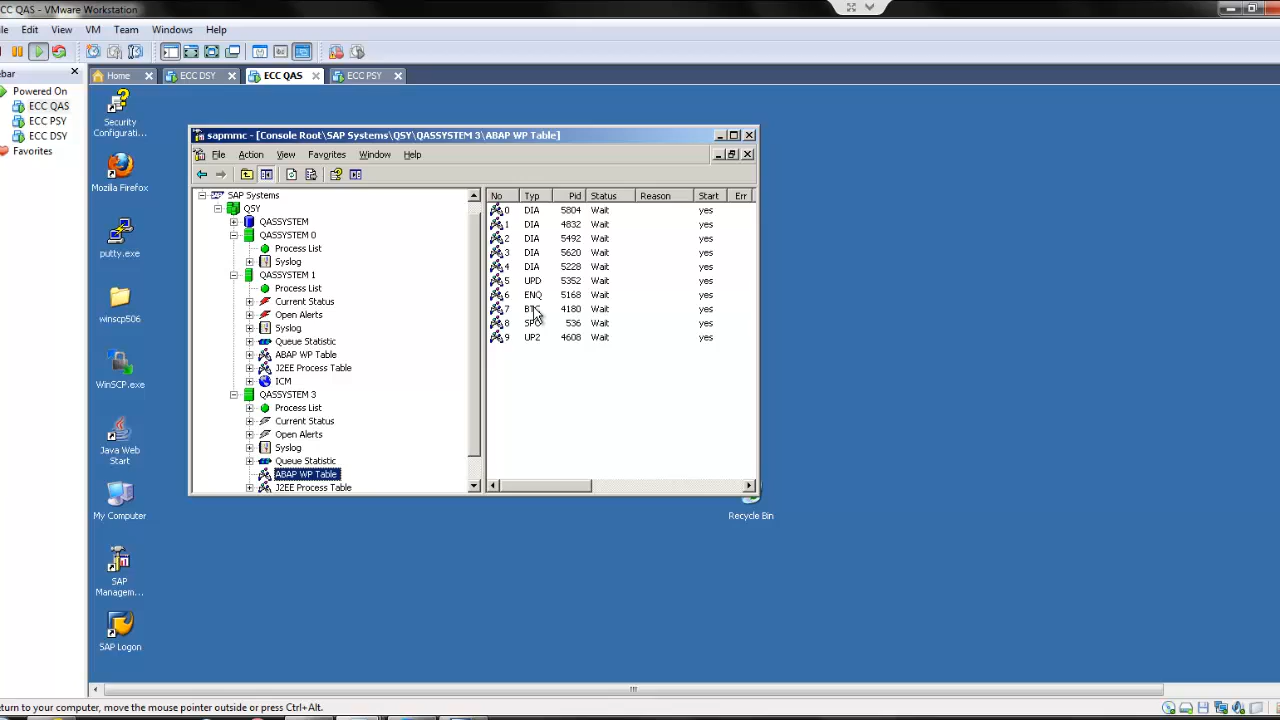 ECC QAS - VMware Workstation
Edit View VM Team Windows Help
Home ECC DSY ECC QAS ECC PSY
Powered On
ECC QAS
ECC PSY
ECC DSY
Favorites
Security
Configurati...
Mozilla Firefox
putty.exe
winscp506
WinSCP.exe
Java Web
Start
My Computer
SAP
Managem...
SAP Logon
Recycle Bin
sapmmc - [Console Root\SAP Systems\QSY\QASSYSTEM 3\ABAP WP Table]
File Action View Favorites Window Help
SAP Systems
QSY
QASSYSTEM
QASSYSTEM 0
Process List
Syslog
QASSYSTEM 1
Process List
Current Status
Open Alerts
Syslog
Queue Statistic
ABAP WP Table
J2EE Process Table
ICM
QASSYSTEM 3
Process List
Current Status
Open Alerts
Syslog
Queue Statistic
ABAP WP Table
J2EE Process Table
No Typ Pid Status Reason Start Err
0 DIA 5804 Wait yes
1 DIA 4832 Wait yes
2 DIA 5492 Wait yes
3 DIA 5620 Wait yes
4 DIA 5228 Wait yes
5 UPD 5352 Wait yes
6 ENQ 5168 Wait yes
7 BTC 4180 Wait yes
8 SPO 536 Wait yes
9 UP2 4608 Wait yes
to your computer, move the mouse pointer outside or press Ctrl+Alt.